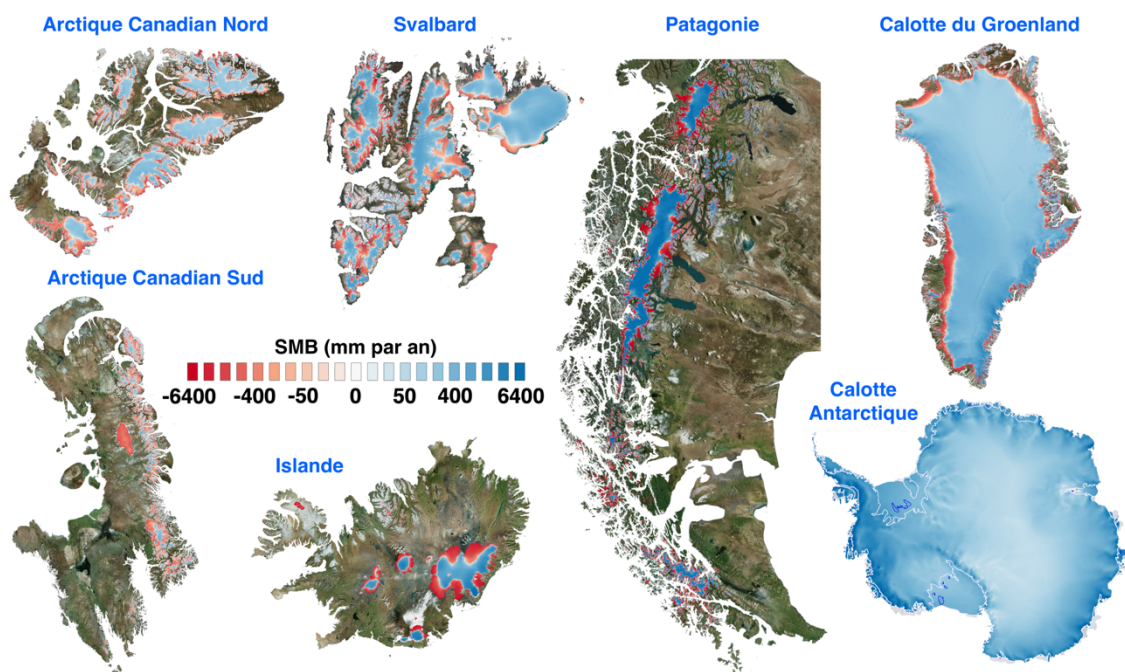 Arctique Canadian Nord
Svalbard
Patagonie
Calotte du Groenland
Arctique Canadian Sud
SMB (mm par an)
-6400 -400 -50 0 50 400 6400
Calotte
Antarctique
Islande